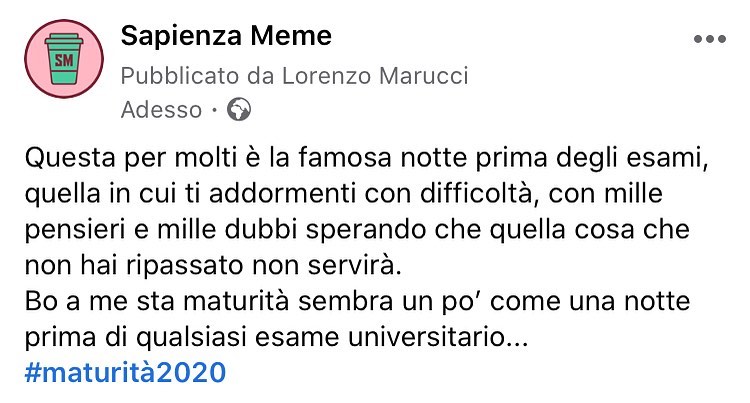 SM
Sapienza Meme
Pubblicato da Lorenzo Marucci
Adesso ·
Questa per molti è la famosa notte prima degli esami,
quella in cui ti addormenti con difficoltà, con mille
pensieri e mille dubbi sperando che quella cosa che
non hai ripassato non servirà.
Bo a me sta maturità sembra un po’ come una notte
prima di qualsiasi esame universitario...
#maturità2020